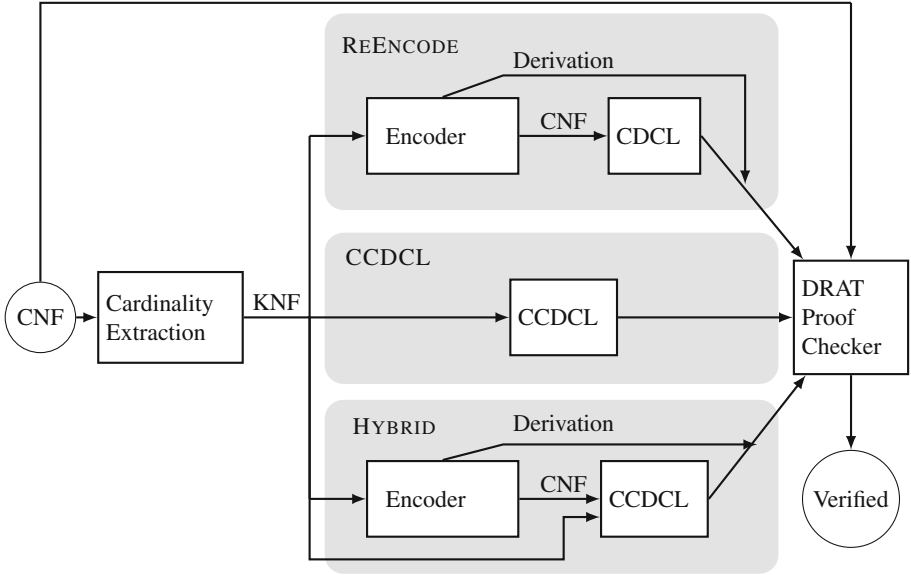 REENCODE
Derivation
Encoder
CNF
CDCL
CCDCL
CNF
Cardinality
Extraction
KNF
CCDCL
DRAT
Proof
Checker
HYBRID
Derivation
Encoder
CNF
CCDCL
Verified